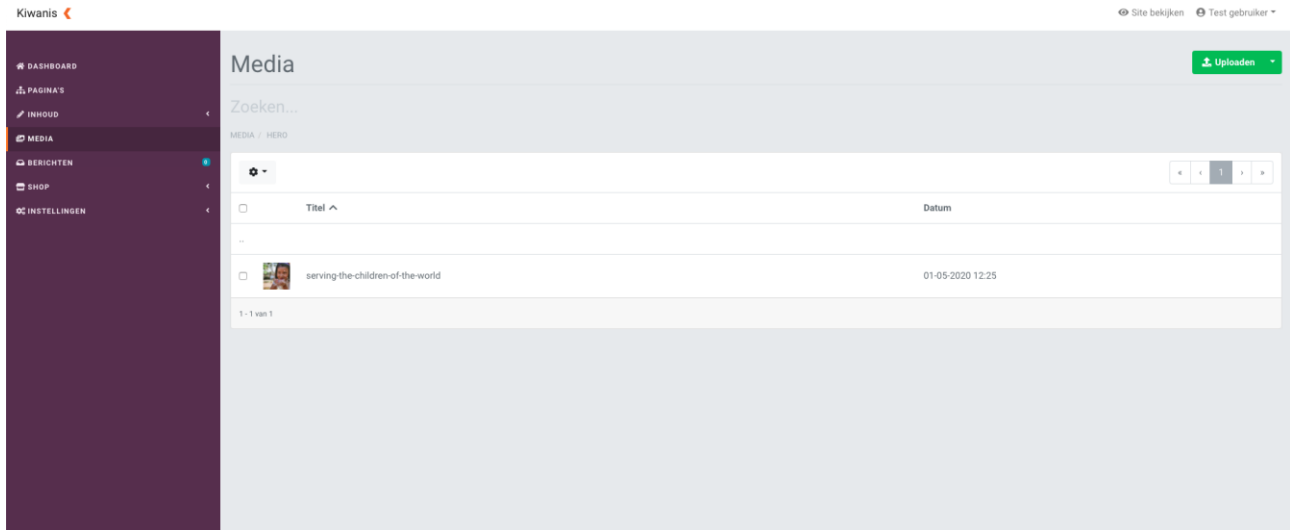 Kiwanis
Site bekijken Test gebruiker
DASHBOARD
PAGINA'S
INHOUD
MEDIA
BERICHTEN 0
SHOP
INSTELLINGEN
Media
Uploaden
Zoeken...
MEDIA / HERO
« ‹ 1 › »
Titel Datum
..
serving-the-children-of-the-world 01-05-2020 12:25
1 - 1 van 1